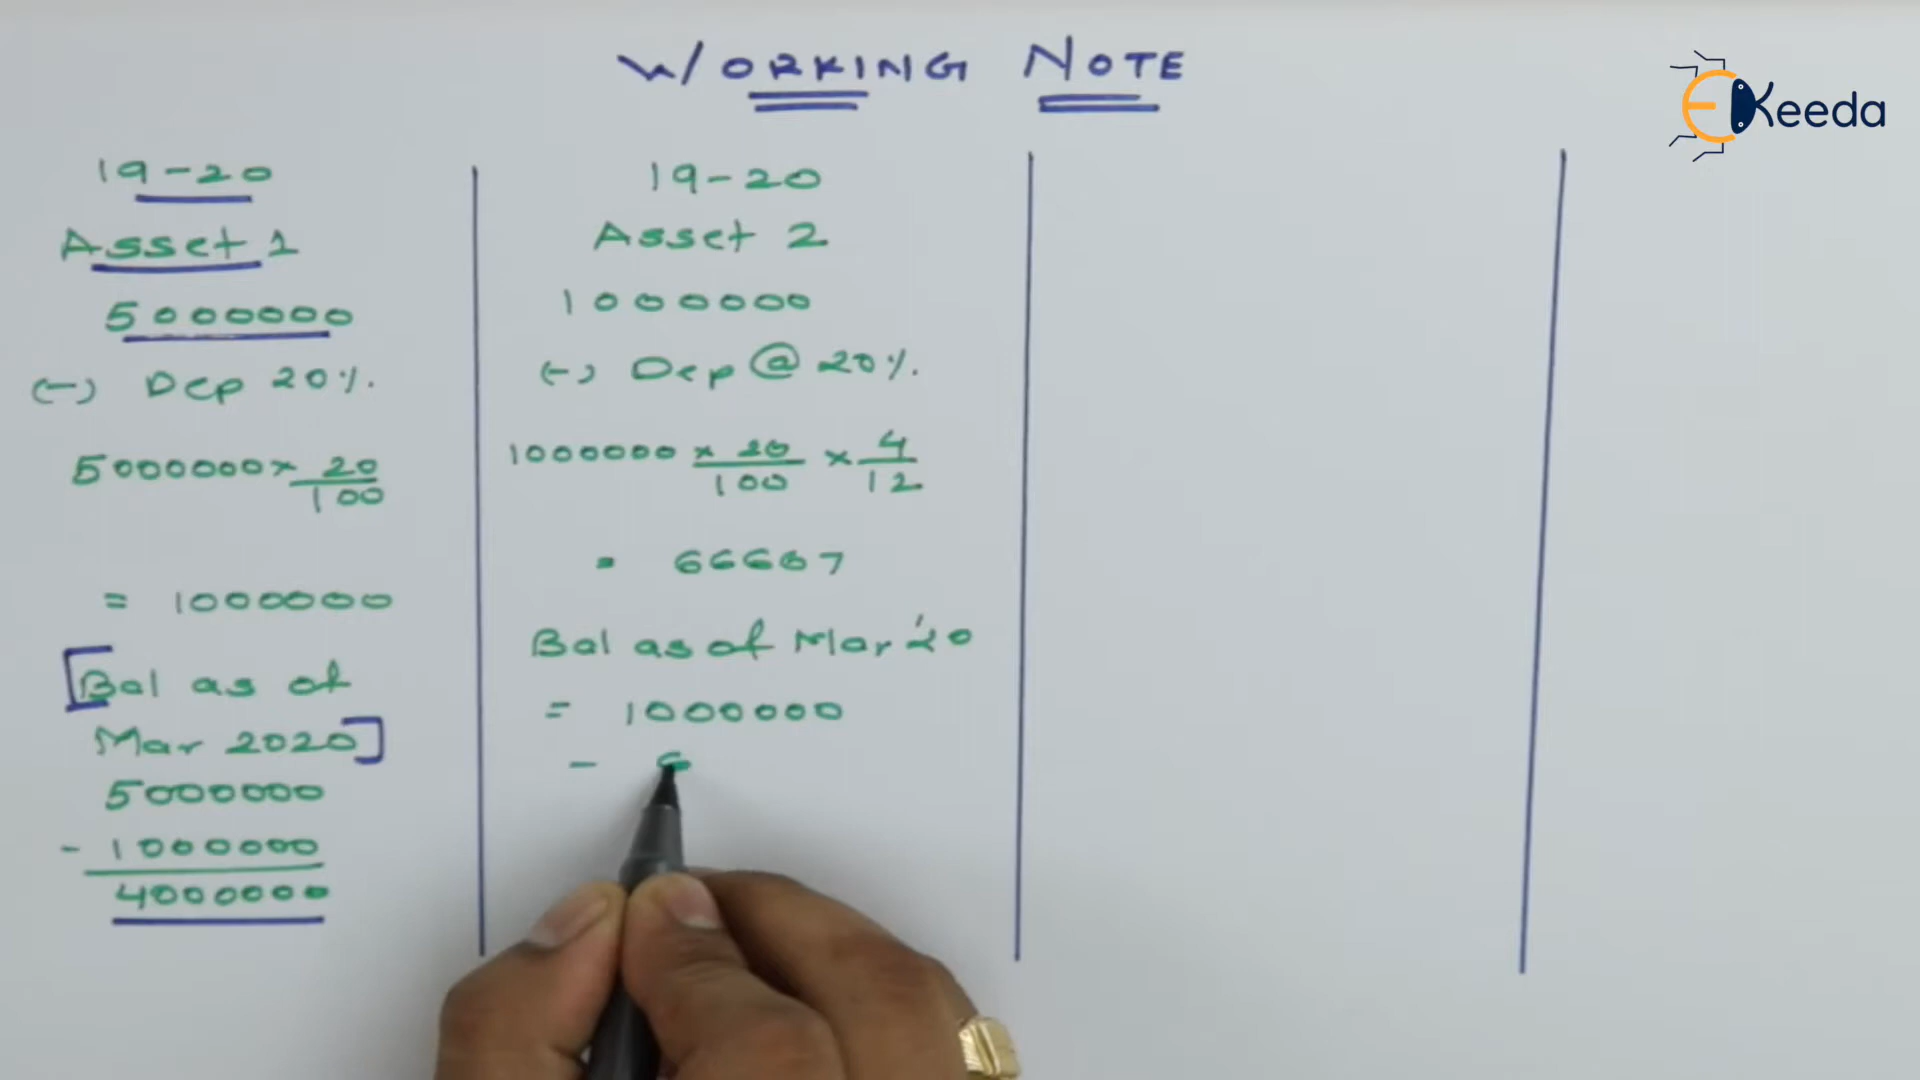 WORKING NOTE
EKeeda
19-20
Asset 1
5000000
(-) Dep 20%.
5000000 × 20/100
= 1000000
[Bal as of
Mar 2020]
5000000
- 1000000
4000000
19-20
Asset 2
1000000
(-) Dep @ 20%.
1000000 × 20/100 × 4/12
= 66667
Bal as of Mar '20
= 1000000
- 6